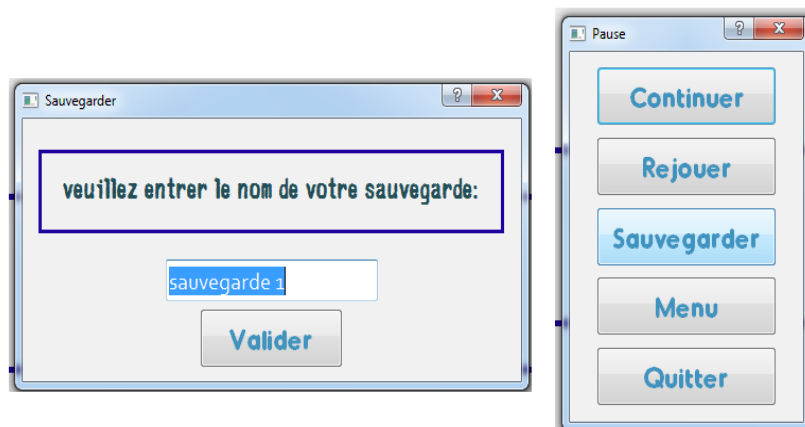 Sauvegarder
veuillez entrer le nom de votre sauvegarde:
sauvegarde 1
Valider
Pause
Continuer
Rejouer
Sauvegarder
Menu
Quitter